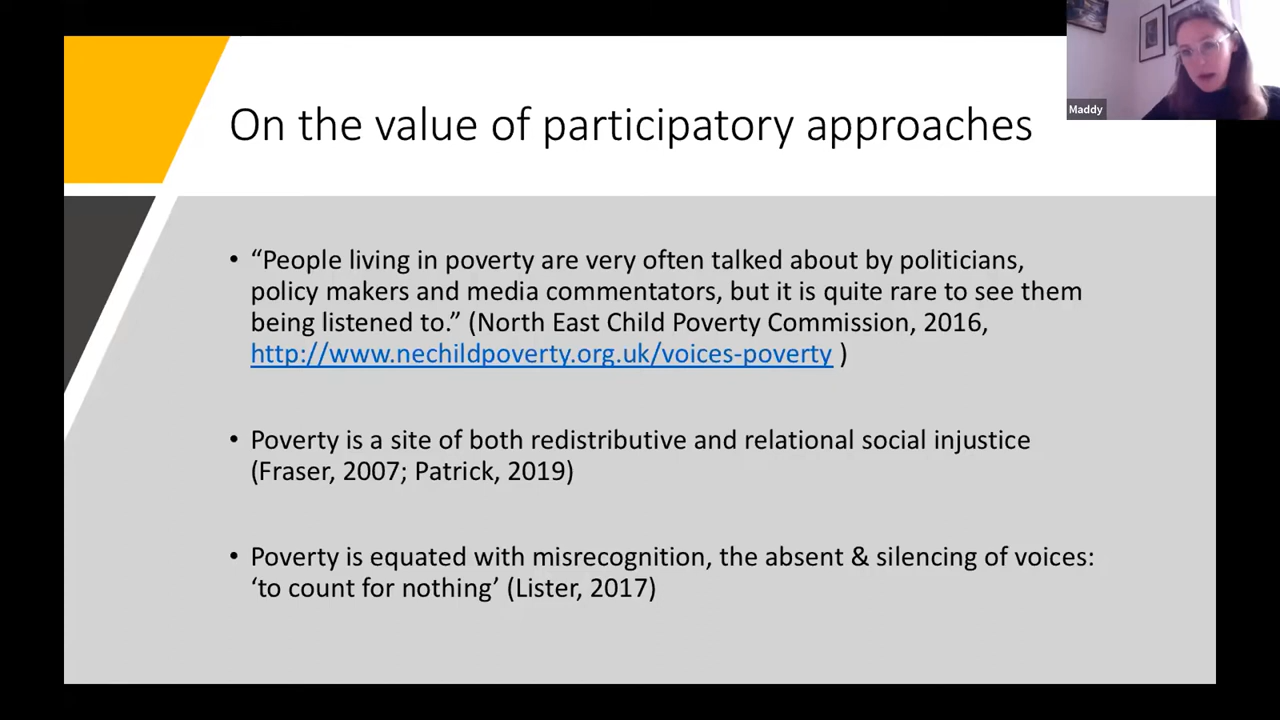 Maddy
On the value of participatory approaches
• “People living in poverty are very often talked about by politicians,
policy makers and media commentators, but it is quite rare to see them
being listened to.” (North East Child Poverty Commission, 2016,
http://www.nechildpoverty.org.uk/voices-poverty )
• Poverty is a site of both redistributive and relational social injustice
(Fraser, 2007; Patrick, 2019)
• Poverty is equated with misrecognition, the absent & silencing of voices:
‘to count for nothing’ (Lister, 2017)